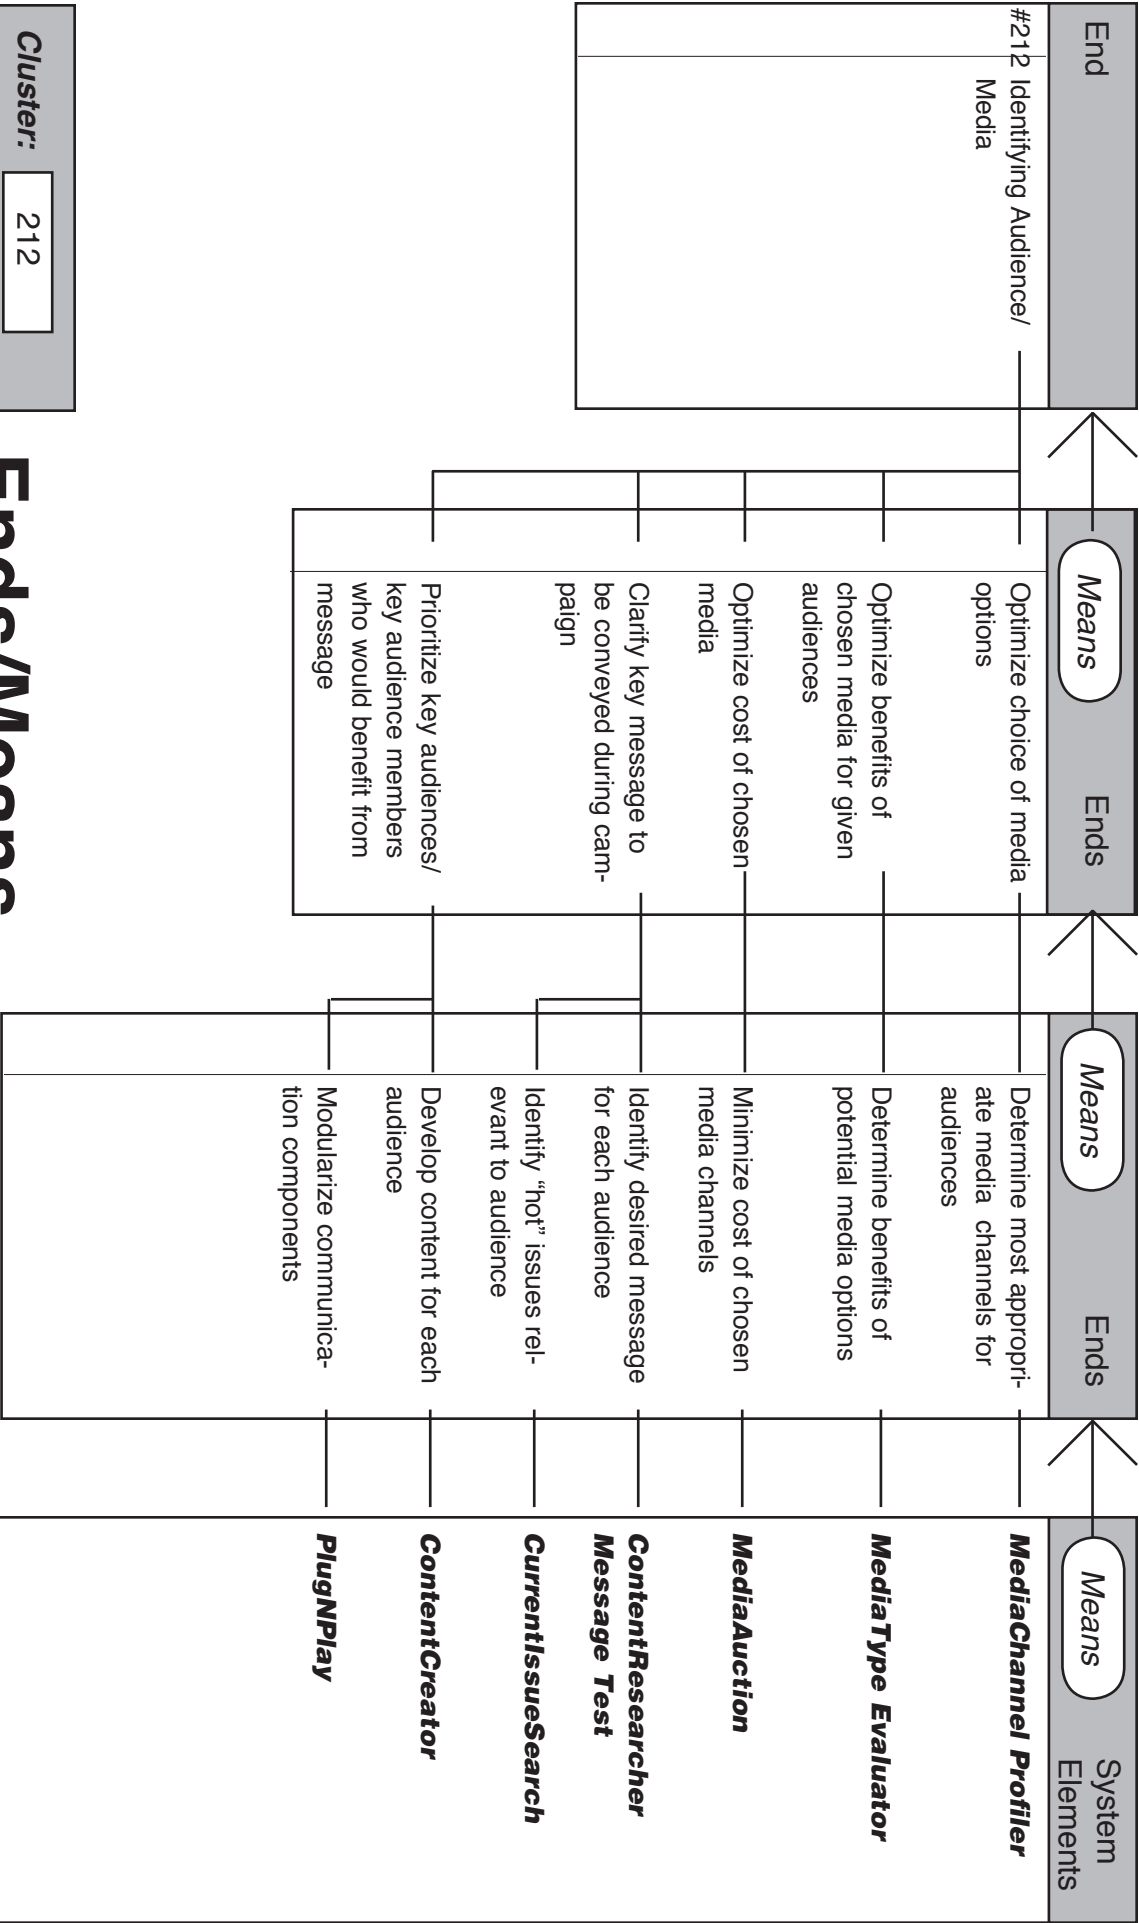 End
#212 Identifying Audience/
Media
Means
Ends
Optimize choice of media
options
Optimize benefits of
chosen media for given
audiences
Optimize cost of chosen
media
Clarify key message to
be conveyed during cam-
paign
Prioritize key audiences/
key audience members
who would benefit from
message
Means
Ends
Determine most appropri-
ate media channels for
audiences
Determine benefits of
potential media options
Minimize cost of chosen
media channels
Identify desired message
for each audience
Identify “hot” issues rel-
evant to audience
Develop content for each
audience
Modularize communica-
tion components
Means
System
Elements
MediaChannel Profiler
MediaType Evaluator
MediaAuction
ContentResearcher
Message Test
CurrentIssueSearch
ContentCreator
PlugNPlay
Cluster:
212
Ends/Means